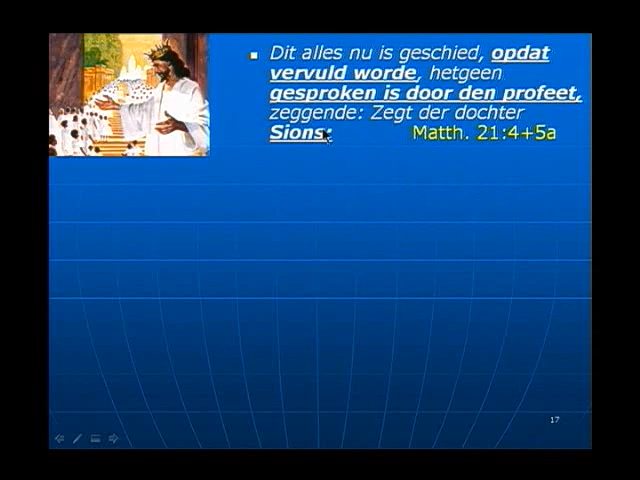 Dit alles nu is geschied, opdat
vervuld worde, hetgeen
gesproken is door den profeet,
zeggende: Zegt der dochter
Sions: Matth. 21:4+5a
17